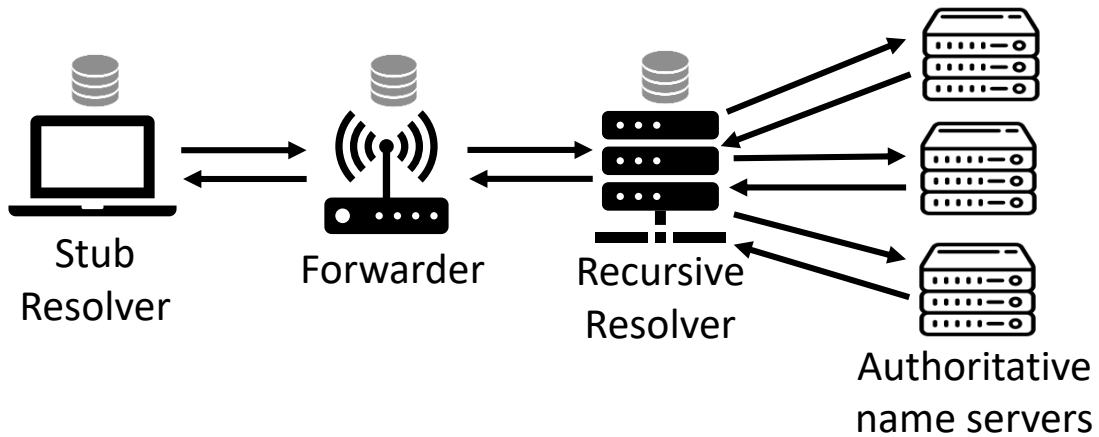 Stub
Resolver
Forwarder
Recursive
Resolver
Authoritative
name servers